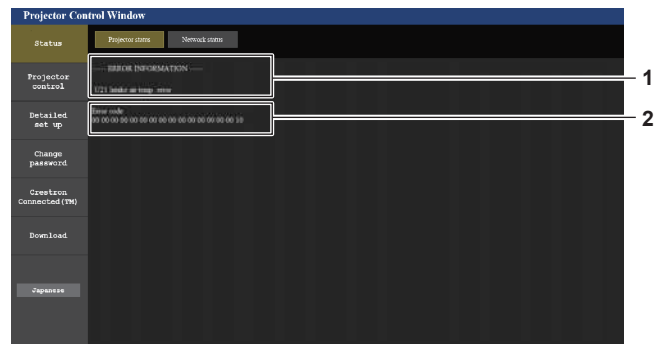 Projector Control Window
Status
Projector status
Network status
---- ERROR INFORMATION ----
U21 Intake air temp. error
1
Error code
00 00 00 00 00 00 00 00 00 00 00 00 00 00 00 10
2
Projector
control
Detailed
set up
Change
password
Crestron
Connected(TM)
Download
Japanese